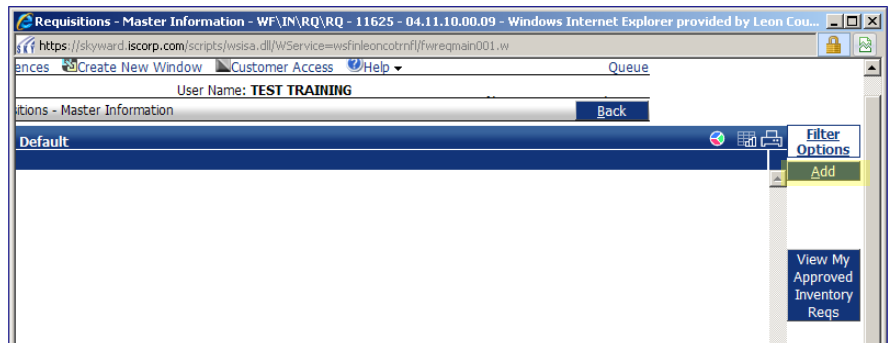 Requisitions - Master Information - WF\IN\RQ\RQ - 11625 - 04.11.10.00.09 - Windows Internet Explorer provided by Leon Cou...
https://skyward.iscorp.com/scripts/wsisa.dll/WService=wsfinleoncotrnfl/fwreqmain001.w
ences Create New Window Customer Access Help Queue
User Name: TEST TRAINING
itions - Master Information Back
Default
Filter
Options
Add
View My
Approved
Inventory
Reqs